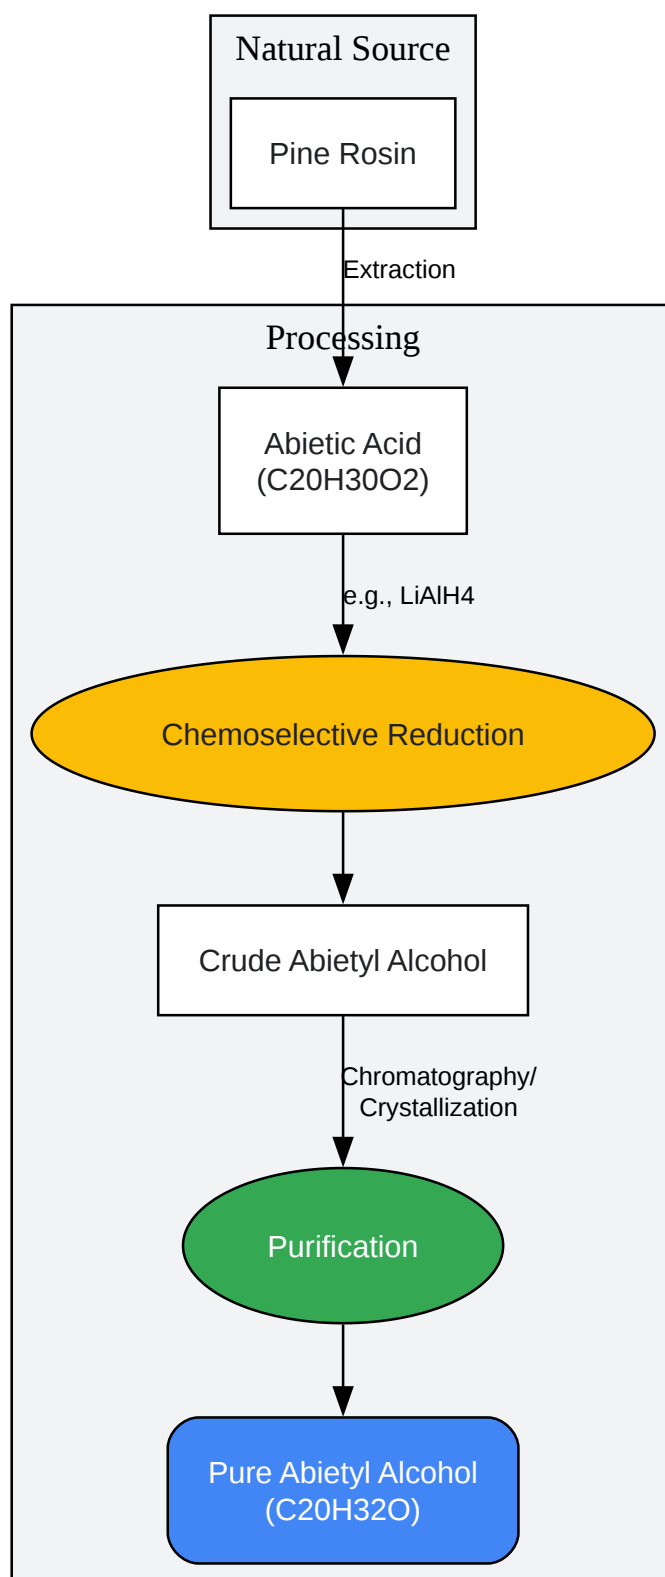 Natural Source
Pine Rosin
Extraction
Processing
Abietic Acid
(C20H30O2)
e.g., LiAlH4
Chemoselective Reduction
Crude Abietyl Alcohol
Chromatography/
Crystallization
Purification
Pure Abietyl Alcohol
(C20H32O)